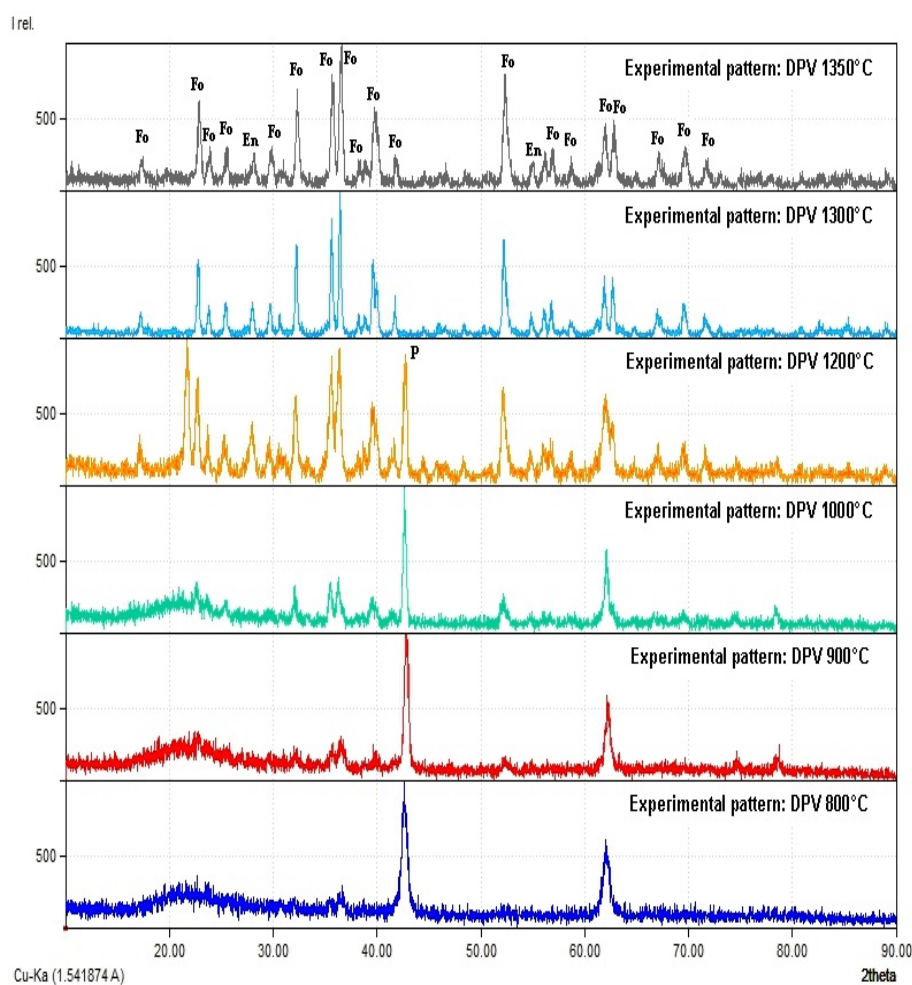 I rel.
Fo Fo Fo Fo En Fo Fo Fo Fo Fo Fo Fo Fo En Fo Fo Fo Fo Fo Fo Fo
Experimental pattern: DPV 1350°C
500
Experimental pattern: DPV 1300°C
500
Experimental pattern: DPV 1200°C
P
500
Experimental pattern: DPV 1000°C
500
Experimental pattern: DPV 900°C
500
Experimental pattern: DPV 800°C
500
20.00 30.00 40.00 50.00 60.00 70.00 80.00 90.00
Cu-Ka (1.541874 A) 2theta